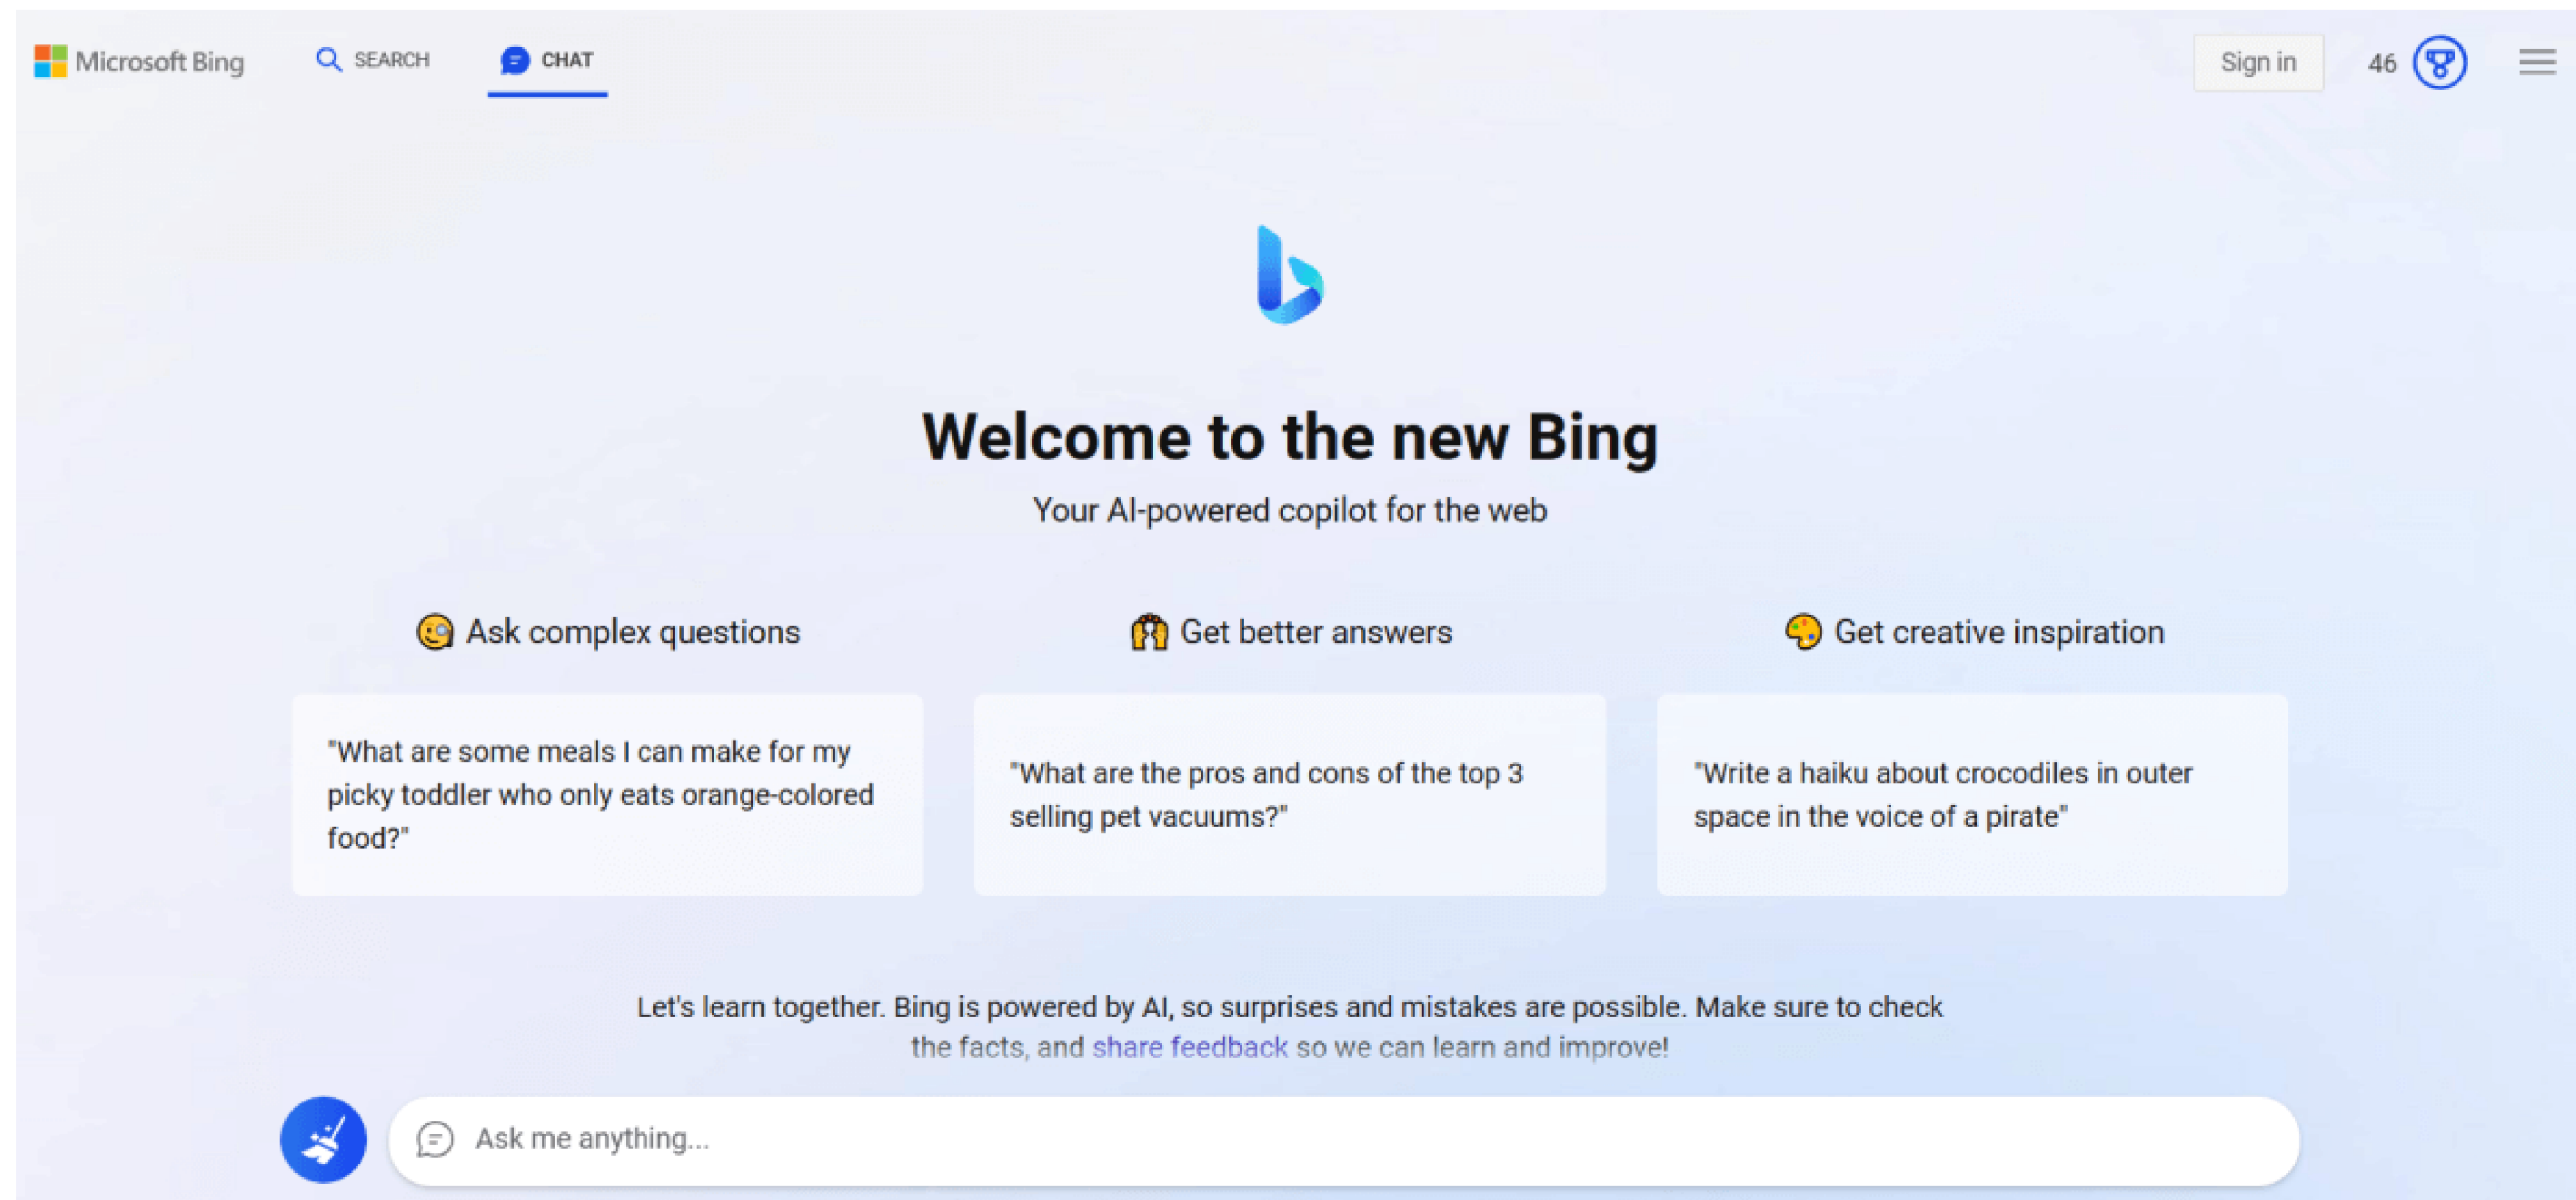 Microsoft Bing
SEARCH
CHAT
Sign in
46
Welcome to the new Bing
Your AI-powered copilot for the web
Ask complex questions
"What are some meals I can make for my
picky toddler who only eats orange-colored
food?"
Get better answers
"What are the pros and cons of the top 3
selling pet vacuums?"
Get creative inspiration
"Write a haiku about crocodiles in outer
space in the voice of a pirate"
Let's learn together. Bing is powered by AI, so surprises and mistakes are possible. Make sure to check
the facts, and share feedback so we can learn and improve!
Ask me anything...